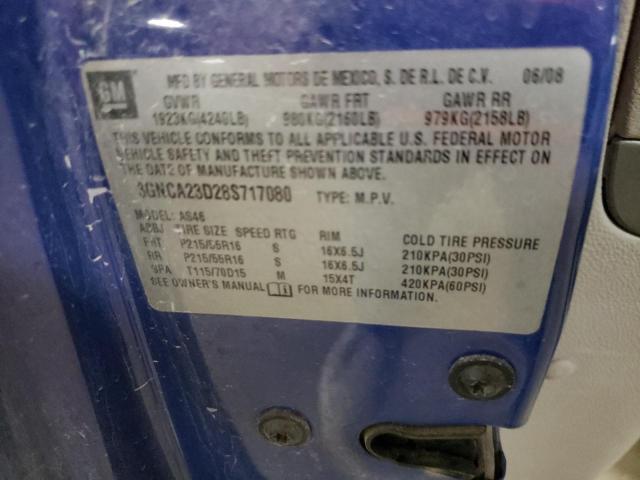 GM
MFD BY GENERAL MOTORS DE MEXICO, S. DE R.L. DE C.V. 06/08
GVWR GAWR FRT GAWR RR
1923KG(4240LB) 980KG(2160LB) 979KG(2158LB)
THIS VEHICLE CONFORMS TO ALL APPLICABLE U.S. FEDERAL MOTOR
VEHICLE SAFETY AND THEFT PREVENTION STANDARDS IN EFFECT ON
THE DATE OF MANUFACTURE SHOWN ABOVE.
3GNCA23D28S717080 TYPE: M.P.V.
MODEL: AS46
TIRE SIZE SPEED RTG RIM COLD TIRE PRESSURE
FRT P215/55R16 S 16X6.5J 210KPA(30PSI)
RR P215/55R16 S 16X6.5J 210KPA(30PSI)
SPA T115/70D15 M 15X4T 420KPA(60PSI)
SEE OWNER'S MANUAL FOR MORE INFORMATION.